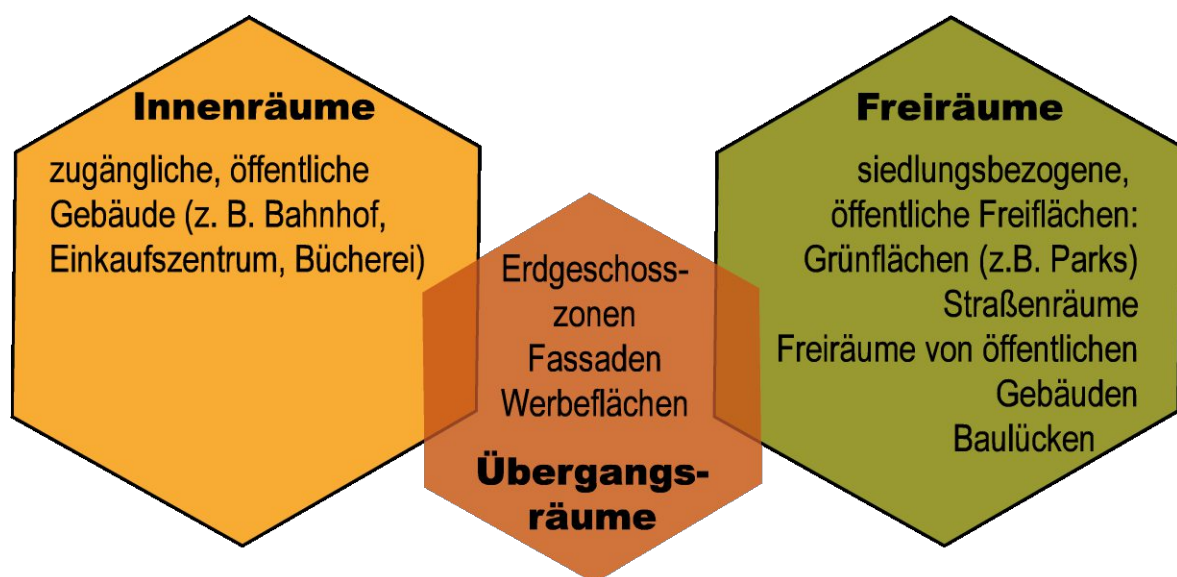 Innenräume
zugängliche, öffentliche
Gebäude (z. B. Bahnhof,
Einkaufszentrum, Bücherei)
Erdgeschoss-
zonen
Fassaden
Werbeflächen
Übergangs-
räume
Freiräume
siedlungsbezogene,
öffentliche Freiflächen:
Grünflächen (z.B. Parks)
Straßenräume
Freiräume von öffentlichen
Gebäuden
Baulücken